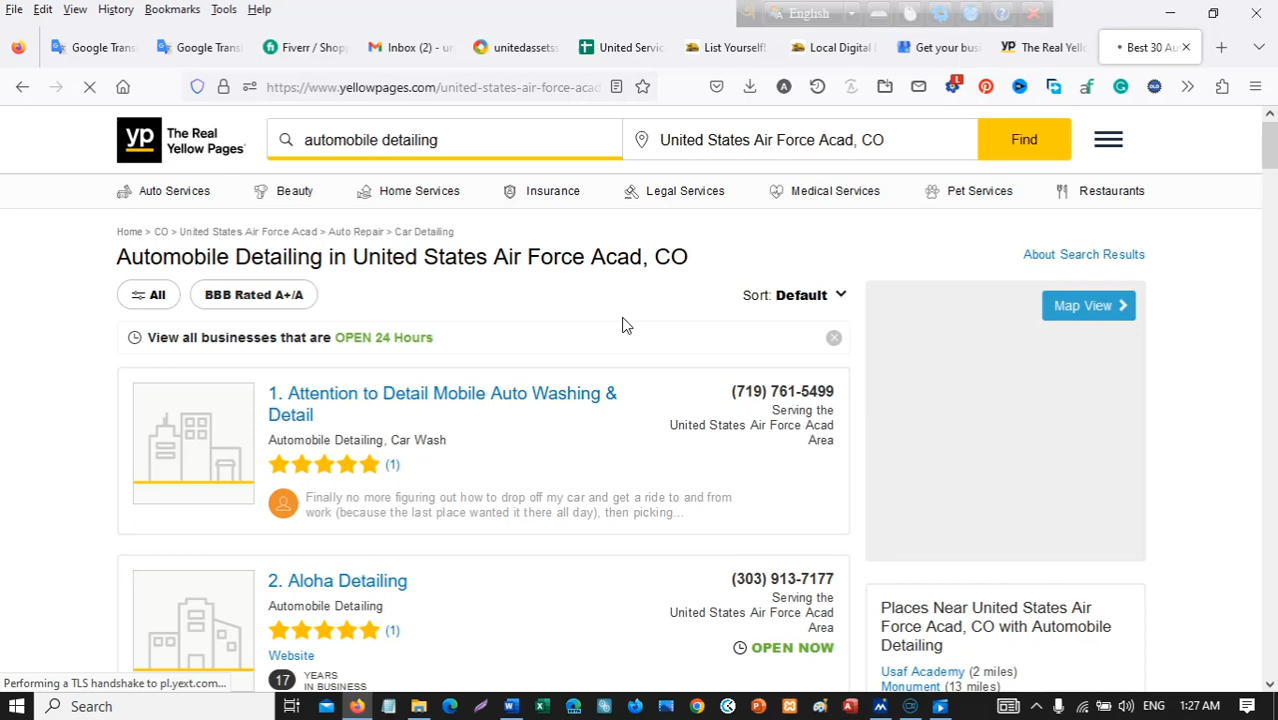 File Edit View History Bookmarks Tools Help
English
Google Trans
Google Trans
Fiverr / Shopp
Inbox (2) - ur
unitedassetss
United Servic
List Yourself!
Local Digital
Get your busi
The Real Yello
Best 30 Au
https://www.yellowpages.com/united-states-air-force-acad
yp The Real Yellow Pages
automobile detailing
United States Air Force Acad, CO
Find
Auto Services Beauty Home Services Insurance Legal Services Medical Services Pet Services Restaurants
Home > CO > United States Air Force Acad > Auto Repair > Car Detailing
Automobile Detailing in United States Air Force Acad, CO
About Search Results
All
BBB Rated A+/A
Sort: Default
Map View
View all businesses that are OPEN 24 Hours
1. Attention to Detail Mobile Auto Washing &
Detail
Automobile Detailing, Car Wash
(1)
(719) 761-5499
Serving the
United States Air Force Acad
Area
Finally no more figuring out how to drop off my car and get a ride to and from
work (because the last place wanted it there all day), then picking...
2. Aloha Detailing
Automobile Detailing
(1)
Website
17 YEARS
IN BUSINESS
(303) 913-7177
Serving the
United States Air Force Acad
Area
OPEN NOW
Places Near United States Air
Force Acad, CO with Automobile
Detailing
Usaf Academy (2 miles)
Monument (13 miles)
Performing a TLS handshake to pl.yext.com...
Search
1:27 AM